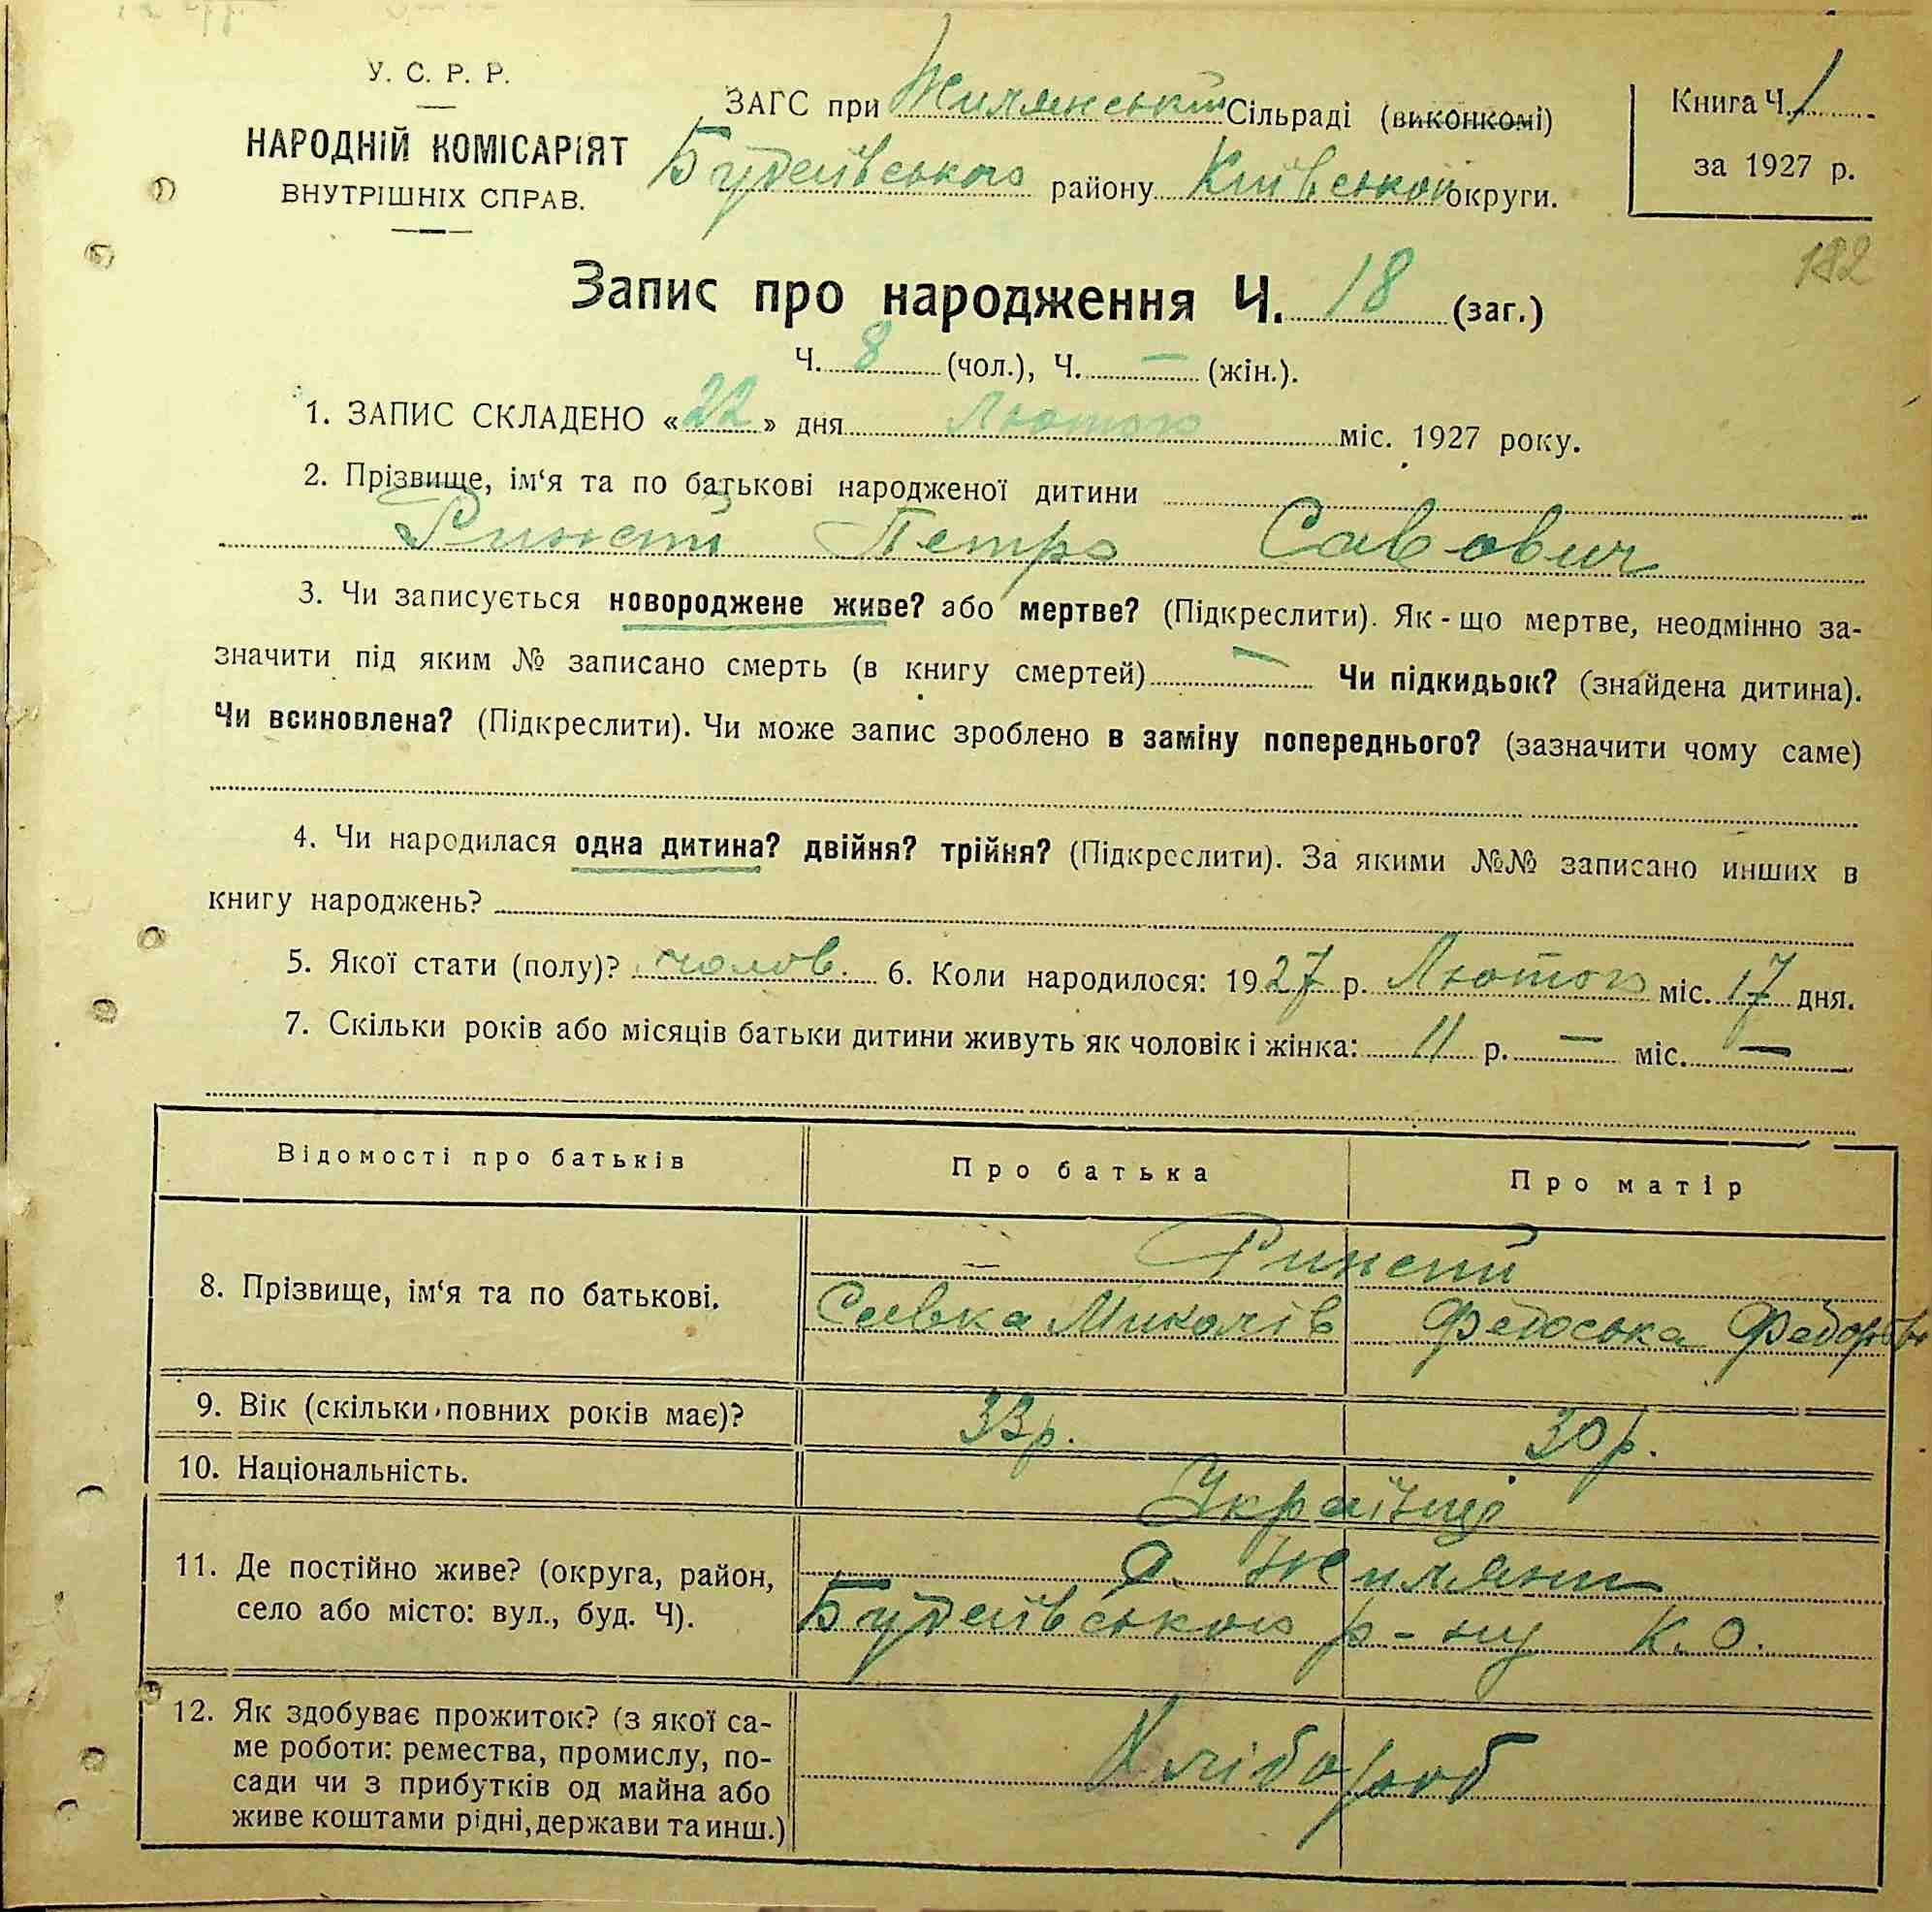 У. С. Р. Р.
НАРОДНІЙ КОМІСАРІЯТ
ВНУТРІШНІХ СПРАВ.
ЗАГС при Жилянській Сільраді (виконкомі)
Будаївського району Київської округи.
Книга Ч. 1
за 1927 р.
182
Запис про народження Ч. 18 (заг.)
Ч. 8 (чол.), Ч. — (жін.).
1. ЗАПИС СКЛАДЕНО «22» дня Лютого міс. 1927 року.
2. Прізвище, ім‘я та по батькові народженої дитини
Петро Савович
3. Чи записується новороджене живе? або мертве? (Підкреслити). Як - що мертве, неодмінно за-
значити під яким № записано смерть (в книгу смертей) — Чи підкидьок? (знайдена дитина).
Чи всиновлена? (Підкреслити). Чи може запис зроблено в заміну попереднього? (зазначити чому саме)
4. Чи народилася одна дитина? двійня? трійня? (Підкреслити). За якими №№ записано инших в
книгу народжень?
5. Якої стати (полу)? чолов. 6. Коли народилося: 1927 р. Лютого міс. 17 дня.
7. Скільки років або місяців батьки дитини живуть як чоловік і жінка: 11 р. — міс. —
Відомості про батьків Про батька Про матір
8. Прізвище, ім‘я та по батькові.
Савка Миколів Федоська
9. Вік (скільки повних років має)? 33р. 30р.
10. Національність. Українці
11. Де постійно живе? (округа, район,
село або місто: вул., буд. Ч).
с. Жиляни
Будаївського р-ну К. О.
12. Як здобуває прожиток? (з якої са-
ме роботи: ремества, промислу, по-
сади чи з прибутків од майна або
живе коштами рідні, держави та инш.)
Хлібороб